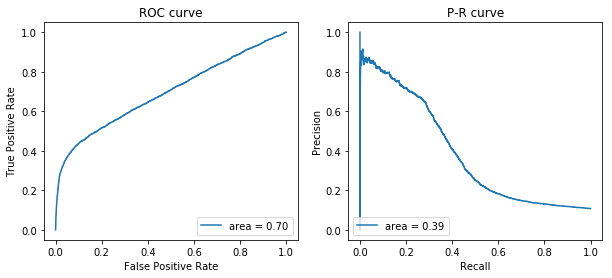 ROC curve
True Positive Rate
1.0
0.8
0.6
0.4
0.2
0.0
0.0 0.2 0.4 0.6 0.8 1.0
False Positive Rate
area = 0.70
P-R curve
Precision
1.0
0.8
0.6
0.4
0.2
0.0
0.0 0.2 0.4 0.6 0.8 1.0
Recall
area = 0.39